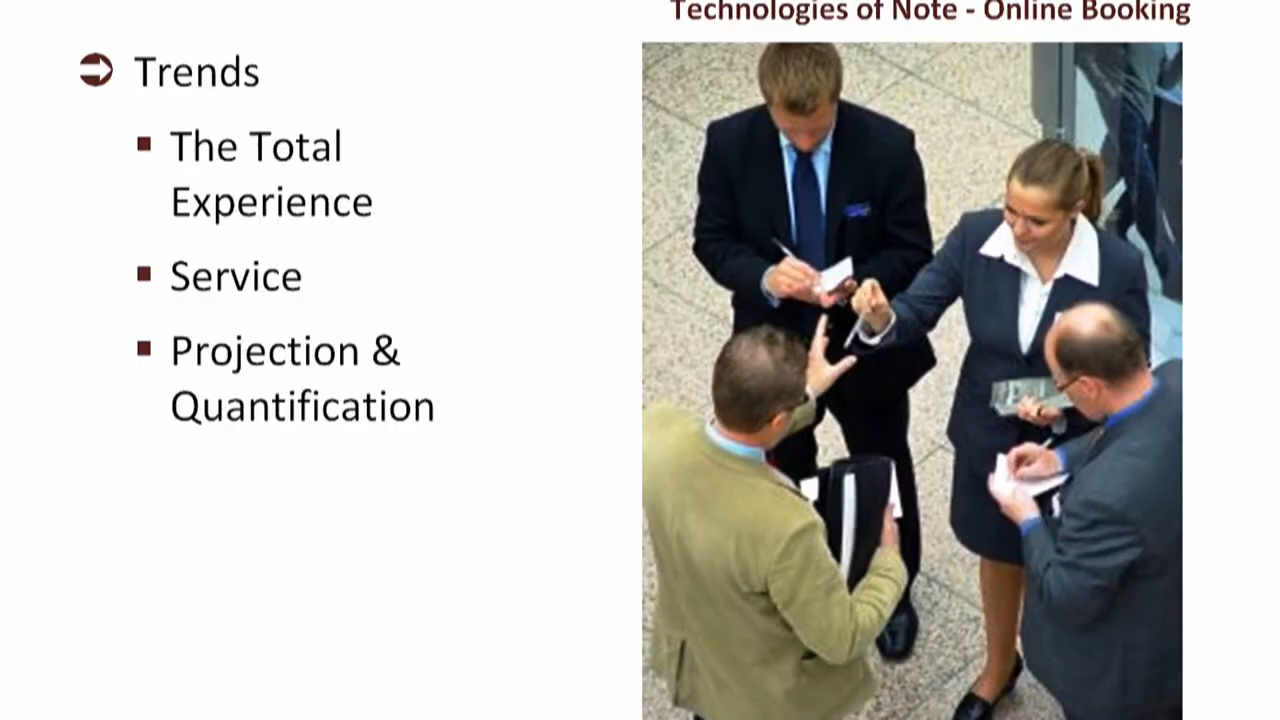 Technologies of Note - Online Booking
Trends
The Total
Experience
Service
Projection &
Quantification